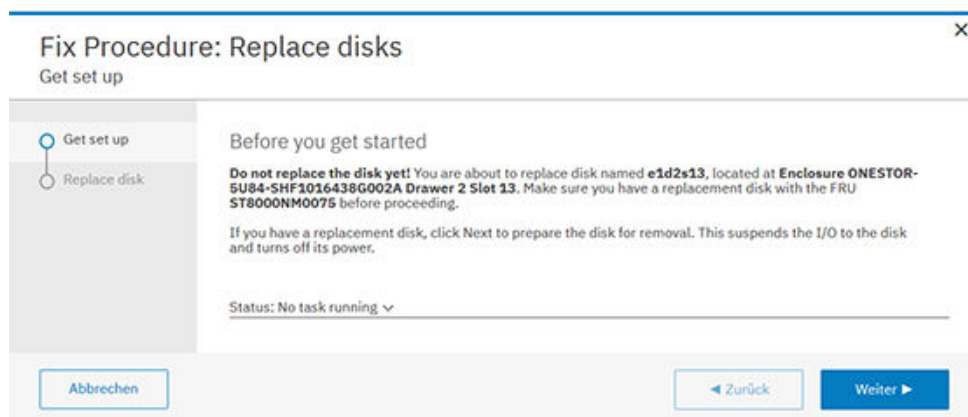 Fix Procedure: Replace disks
Get set up
Get set up
Replace disk
Before you get started
Do not replace the disk yet! You are about to replace disk named e1d2s13, located at Enclosure ONESTOR-
5U84-SHF1016438G002A Drawer 2 Slot 13. Make sure you have a replacement disk with the FRU
ST8000NM0075 before proceeding.
If you have a replacement disk, click Next to prepare the disk for removal. This suspends the I/O to the disk
and turns off its power.
Status: No task running
Abbrechen
Zurück
Weiter